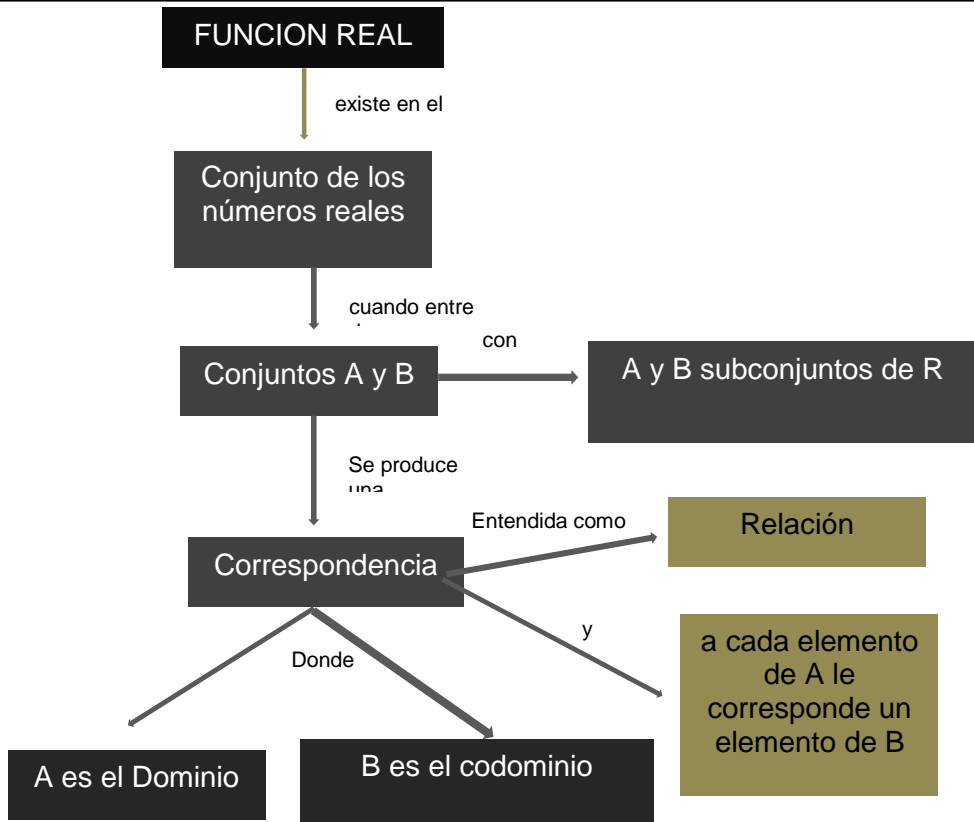 FUNCION REAL
existe en el
Conjunto de los
números reales
cuando entre
con
Conjuntos A y B
A y B subconjuntos de R
Se produce
una
Entendida como
Relación
Correspondencia
y
a cada elemento
de A le
corresponde un
elemento de B
Donde
A es el Dominio
B es el codominio